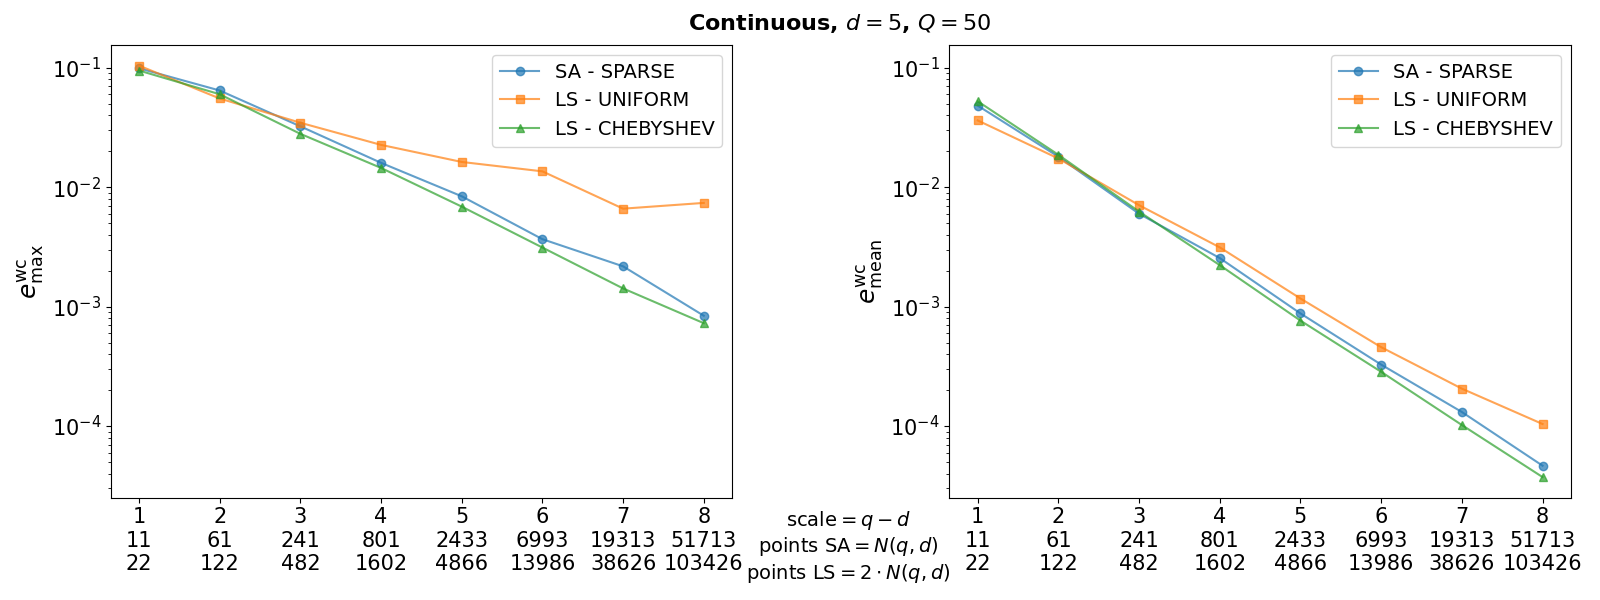 Continuous, d = 5, Q = 50
SA - SPARSE
LS - UNIFORM
LS - CHEBYSHEV
10⁻¹
10⁻²
10⁻³
10⁻⁴
e^wc_max
1 2 3 4 5 6 7 8
11 61 241 801 2433 6993 19313 51713
22 122 482 1602 4866 13986 38626 103426
scale = q − d
points SA = N(q, d)
points LS = 2 · N(q, d)
SA - SPARSE
LS - UNIFORM
LS - CHEBYSHEV
10⁻¹
10⁻²
10⁻³
10⁻⁴
e^wc_mean
1 2 3 4 5 6 7 8
11 61 241 801 2433 6993 19313 51713
22 122 482 1602 4866 13986 38626 103426